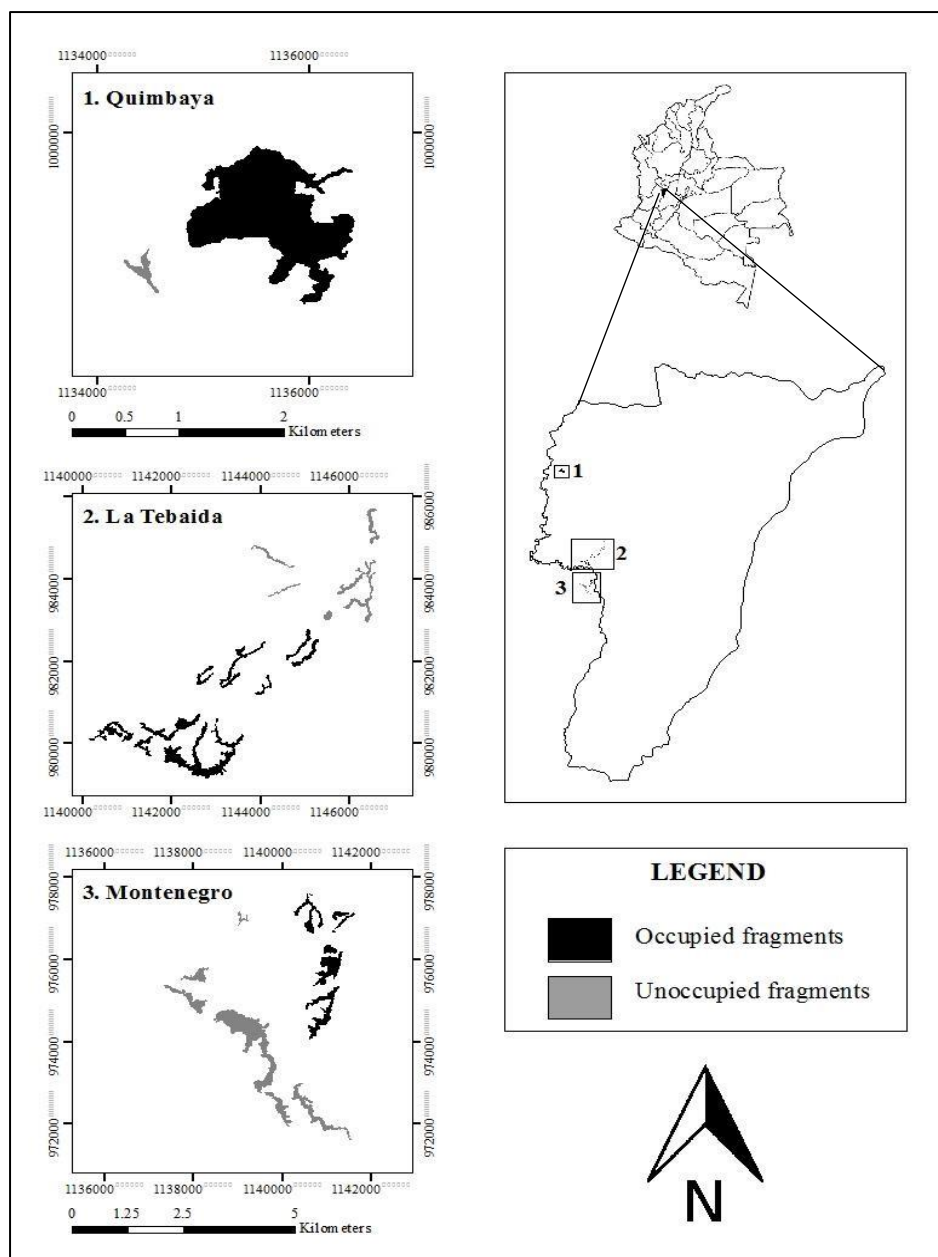 1134000 1136000
1. Quimbaya
1000000
1134000 1136000
0 0.5 1 2
Kilometers
1140000 1142000 1144000 1146000
2. La Tebaida
986000
984000 984000
982000 982000
980000 980000
1140000 1142000 1144000 1146000
1136000 1138000 1140000 1142000
3. Montenegro
978000 978000
976000 976000
974000 974000
972000 972000
1136000 1138000 1140000 1142000
0 1.25 2.5 5
Kilometers
1
2
3
LEGEND
Occupied fragments
Unoccupied fragments
N